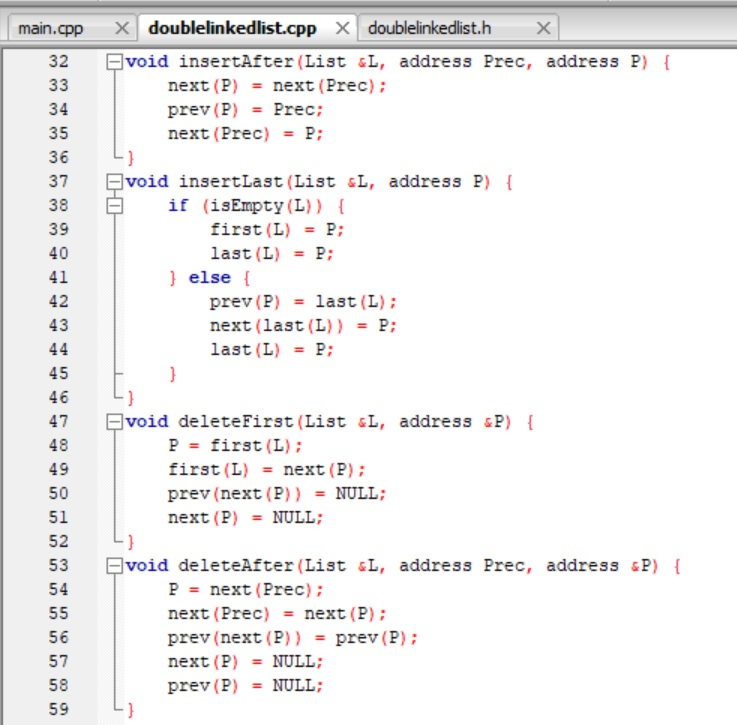 main.cpp doublelinkedlist.cpp doublelinkedlist.h
32 void insertAfter(List &L, address Prec, address P) {
33 next(P) = next(Prec);
34 prev(P) = Prec;
35 next(Prec) = P;
36 }
37 void insertLast(List &L, address P) {
38 if (isEmpty(L)) {
39 first(L) = P;
40 last(L) = P;
41 } else {
42 prev(P) = last(L);
43 next(last(L)) = P;
44 last(L) = P;
45 }
46 }
47 void deleteFirst(List &L, address &P) {
48 P = first(L);
49 first(L) = next(P);
50 prev(next(P)) = NULL;
51 next(P) = NULL;
52 }
53 void deleteAfter(List &L, address Prec, address &P) {
54 P = next(Prec);
55 next(Prec) = next(P);
56 prev(next(P)) = prev(P);
57 next(P) = NULL;
58 prev(P) = NULL;
59 }